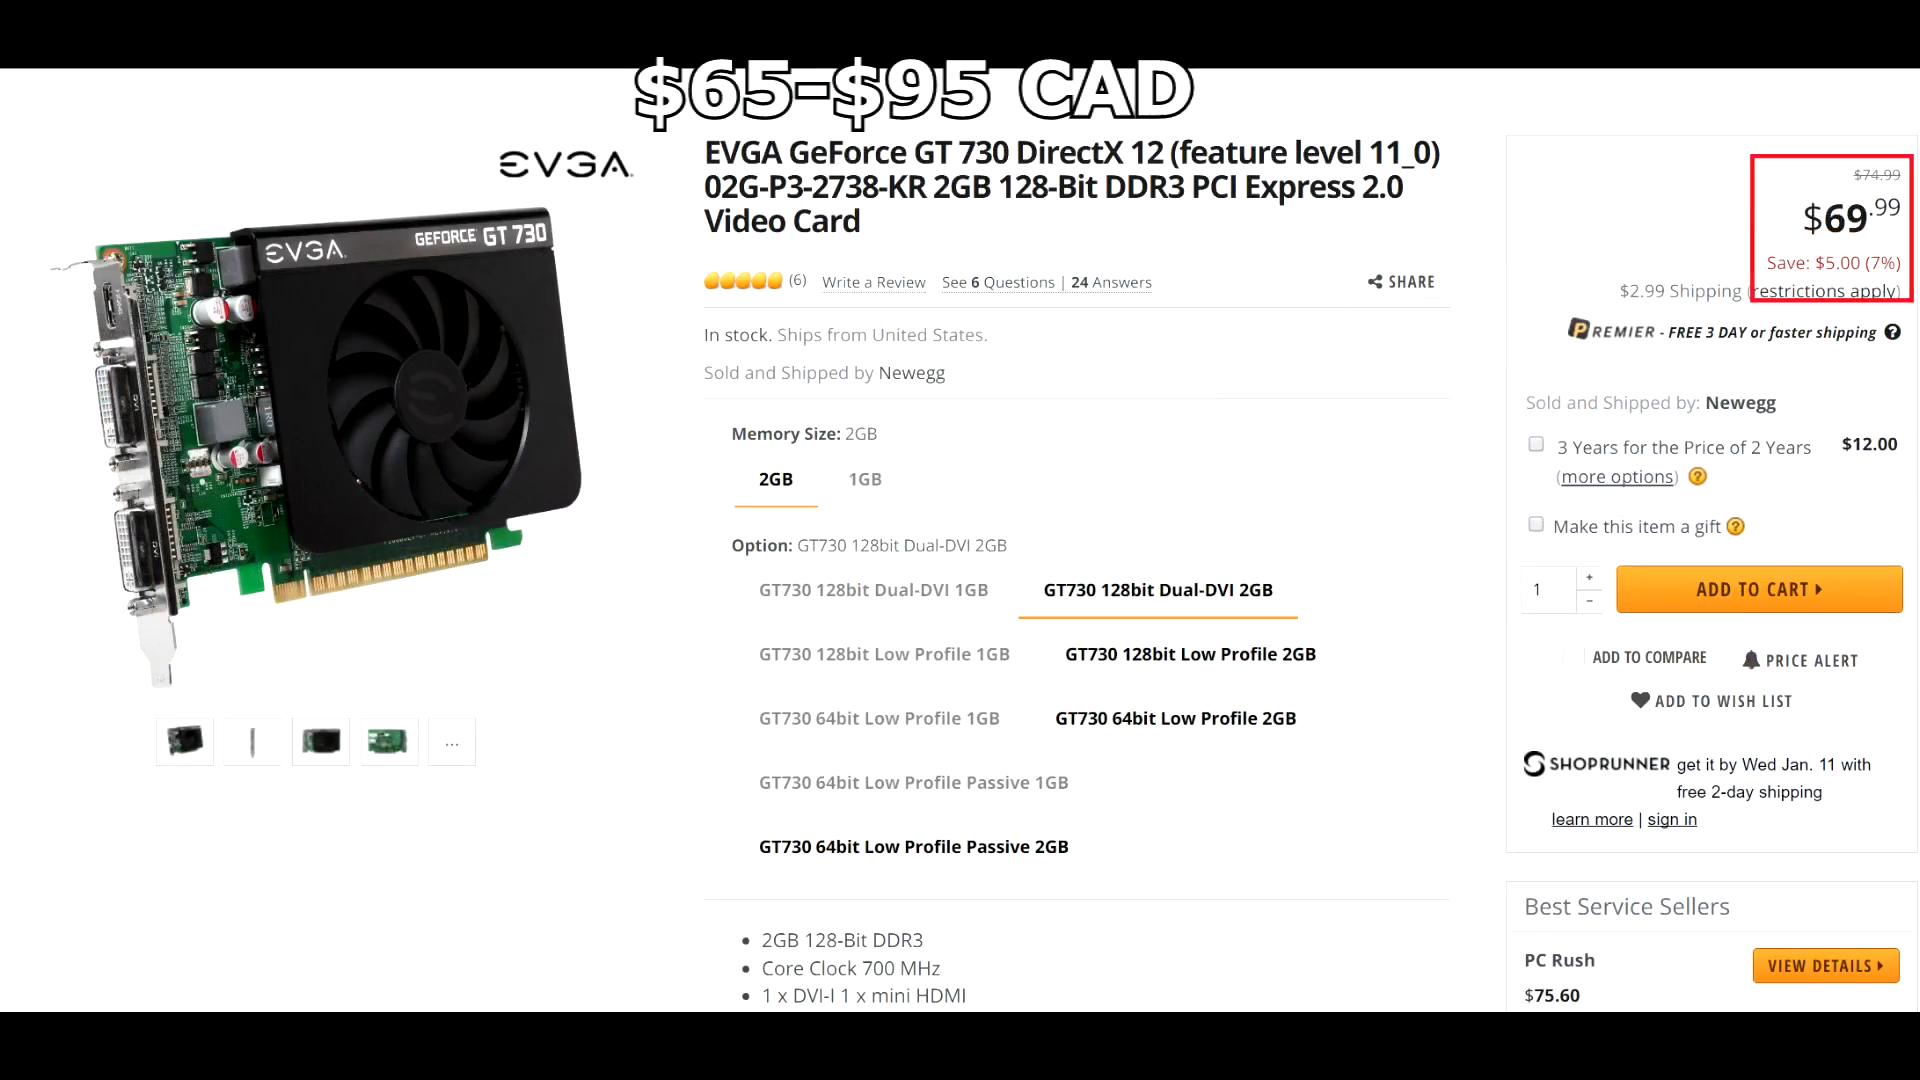 $65-$95 CAD
EVGA
EVGA
GEFORCE GT 730
EVGA GeForce GT 730 DirectX 12 (feature level 11_0)
02G-P3-2738-KR 2GB 128-Bit DDR3 PCI Express 2.0
Video Card
(6) Write a Review See 6 Questions | 24 Answers
SHARE
In stock. Ships from United States.
Sold and Shipped by Newegg
Memory Size: 2GB
2GB 1GB
Option: GT730 128bit Dual-DVI 2GB
GT730 128bit Dual-DVI 1GB GT730 128bit Dual-DVI 2GB
GT730 128bit Low Profile 1GB GT730 128bit Low Profile 2GB
GT730 64bit Low Profile 1GB GT730 64bit Low Profile 2GB
GT730 64bit Low Profile Passive 1GB
GT730 64bit Low Profile Passive 2GB
2GB 128-Bit DDR3
Core Clock 700 MHz
1 x DVI-I 1 x mini HDMI
...
$74.99
$69.99
Save: $5.00 (7%)
$2.99 Shipping (restrictions apply)
PREMIER - FREE 3 DAY or faster shipping ?
Sold and Shipped by: Newegg
3 Years for the Price of 2 Years $12.00
(more options) ?
Make this item a gift ?
1 + -
ADD TO CART
ADD TO COMPARE PRICE ALERT
ADD TO WISH LIST
SHOPRUNNER get it by Wed Jan. 11 with
free 2-day shipping
learn more | sign in
Best Service Sellers
PC Rush
VIEW DETAILS
$75.60